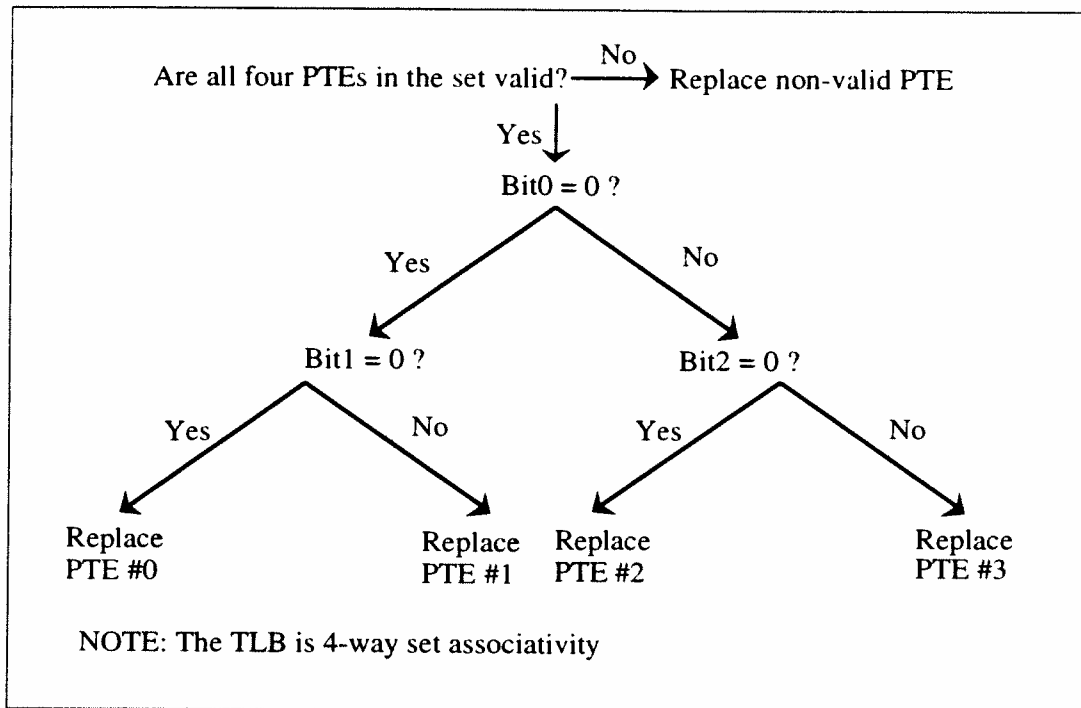 No
Are all four PTEs in the set valid? Replace non-valid PTE
Yes
Bit0 = 0 ?
Yes No
Bit1 = 0 ? Bit2 = 0 ?
Yes No Yes No
Replace Replace Replace Replace
PTE #0 PTE #1 PTE #2 PTE #3
NOTE: The TLB is 4-way set associativity